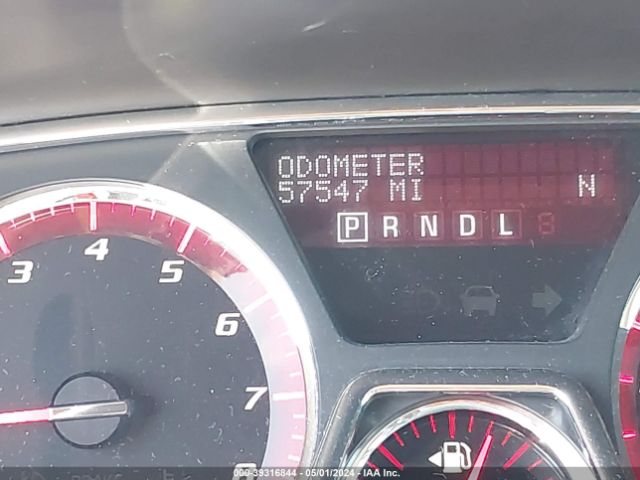 ODOMETER
57547 MI N
P R N D L
3 4 5 6 7
000-39316844 - 05/01/2024 - IAA Inc.